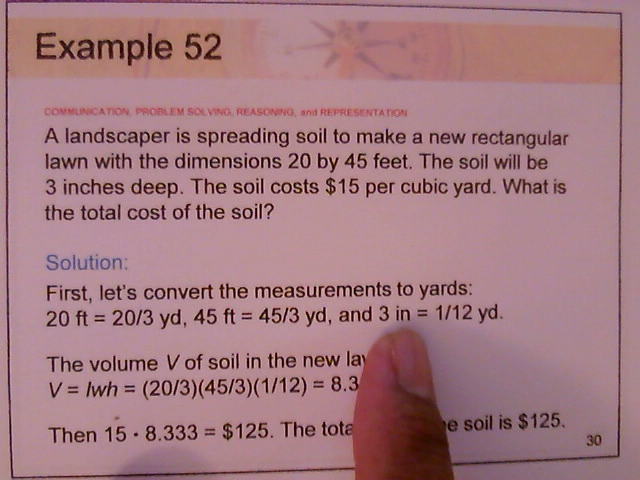 Example 52
COMMUNICATION, PROBLEM SOLVING, REASONING, and REPRESENTATION
A landscaper is spreading soil to make a new rectangular
lawn with the dimensions 20 by 45 feet. The soil will be
3 inches deep. The soil costs $15 per cubic yard. What is
the total cost of the soil?
Solution:
First, let's convert the measurements to yards:
20 ft = 20/3 yd, 45 ft = 45/3 yd, and 3 in = 1/12 yd.
The volume V of soil in the new
V = lwh = (20/3)(45/3)(1/12) = 8.3
Then 15 · 8.333 = $125. The soil is $125.
30